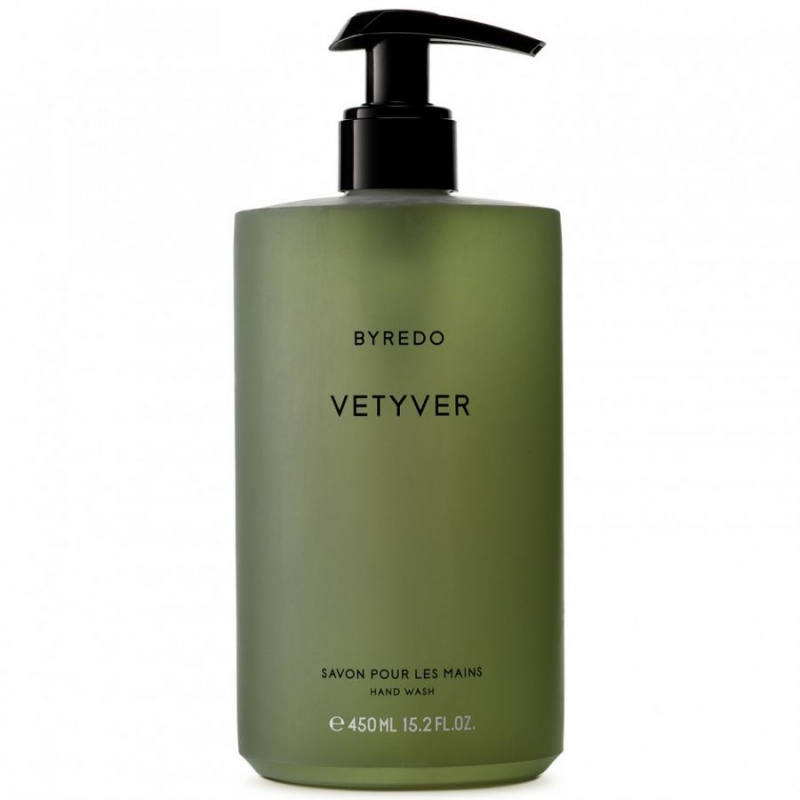 BYREDO
VETYVER
SAVON POUR LES MAINS
HAND WASH
℮ 450 ML 15.2 FL.OZ.